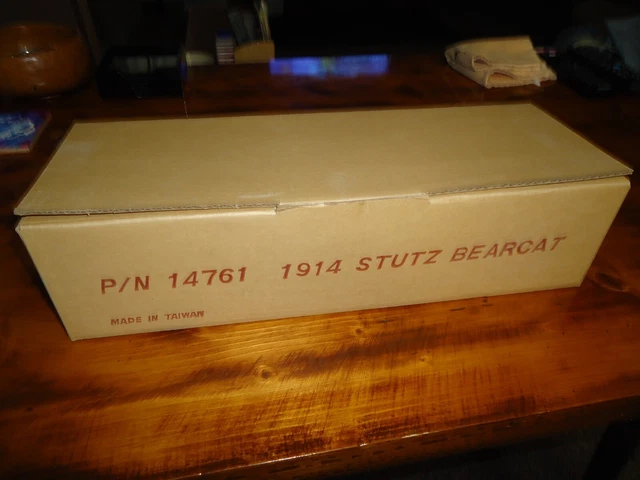 P/N 14761 1914 STUTZ BEARCAT
MADE IN TAIWAN